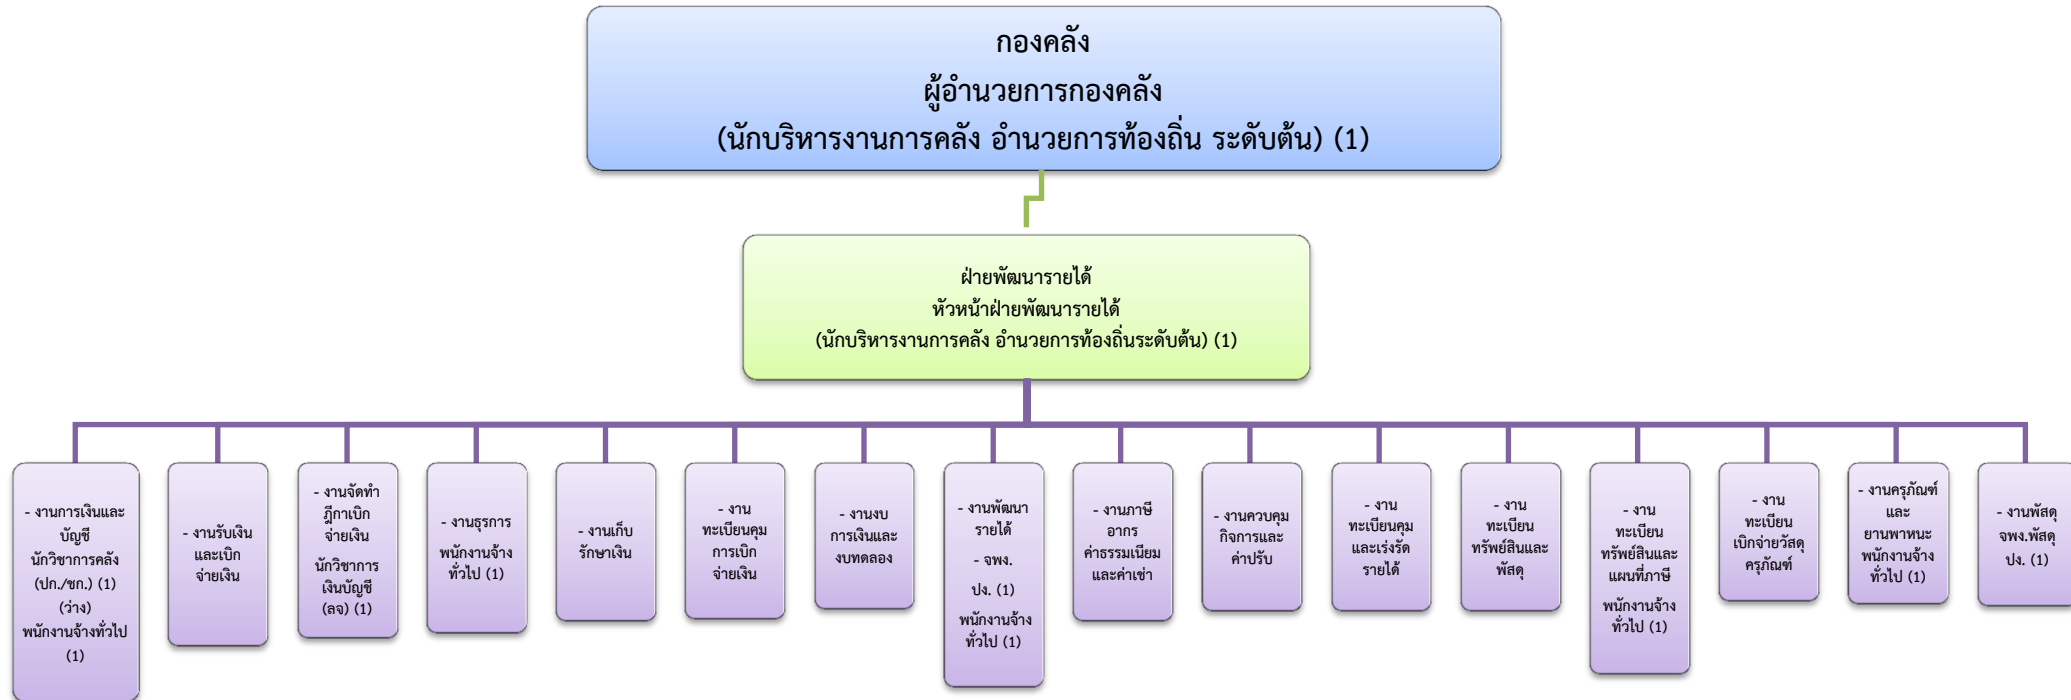 กองคลัง
ผู้อำนวยการกองคลัง
(นักบริหารงานการคลัง อำนวยการท้องถิ่น ระดับต้น) (1)
ฝ่ายพัฒนารายได้
หัวหน้าฝ่ายพัฒนารายได้
(นักบริหารงานการคลัง อำนวยการท้องถิ่นระดับต้น) (1)
- งานการเงินและ
บัญชี
นักวิชาการคลัง
(ปก./ชก.) (1)
(ว่าง)
พนักงานจ้างทั่วไป
(1)
- งานรับเงิน
และเบิก
จ่ายเงิน
- งานจัดทำ
ฎีกาเบิก
จ่ายเงิน
นักวิชาการ
เงินบัญชี
(ลจ) (1)
- งานธุรการ
พนักงานจ้าง
ทั่วไป (1)
- งานเก็บ
รักษาเงิน
- งาน
ทะเบียนคุม
การเบิก
จ่ายเงิน
- งานงบ
การเงินและ
งบทดลอง
- งานพัฒนา
รายได้
- จพง.
ปง. (1)
พนักงานจ้าง
ทั่วไป (1)
- งานภาษี
อากร
ค่าธรรมเนียม
และค่าเช่า
- งานควบคุม
กิจการและ
ค่าปรับ
- งาน
ทะเบียนคุม
และเร่งรัด
รายได้
- งาน
ทะเบียน
ทรัพย์สินและ
พัสดุ
- งาน
ทะเบียน
ทรัพย์สินและ
แผนที่ภาษี
พนักงานจ้าง
ทั่วไป (1)
- งาน
ทะเบียน
เบิกจ่ายวัสดุ
ครุภัณฑ์
- งานครุภัณฑ์
และ
ยานพาหนะ
พนักงานจ้าง
ทั่วไป (1)
- งานพัสดุ
จพง.พัสดุ
ปง. (1)